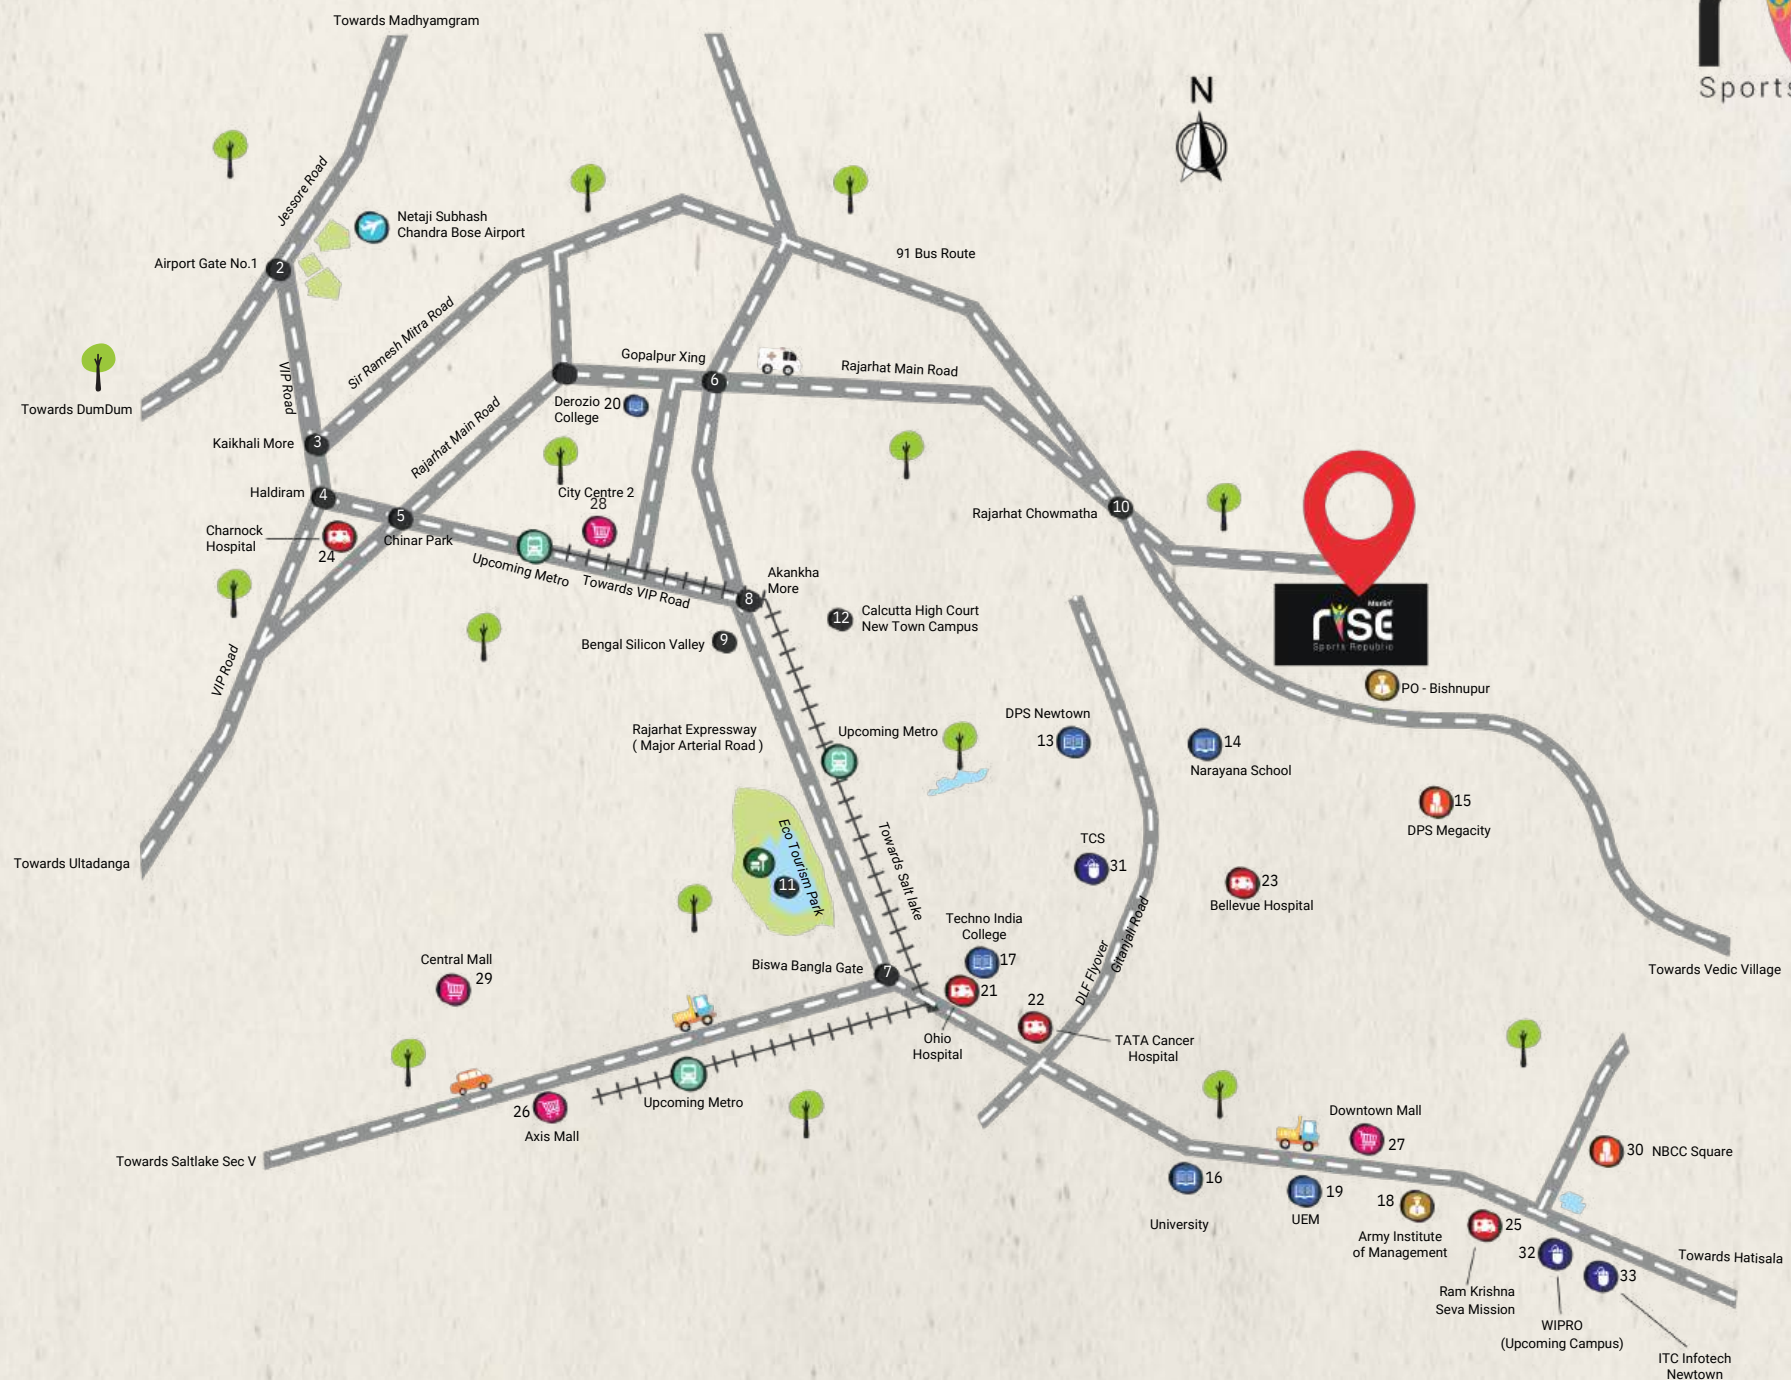 Towards Madhyamgram
Sports
N
Jessore Road
Netaji Subhash
Chandra Bose Airport
Airport Gate No.1
2
91 Bus Route
Sir Ramesh Mitra Road
VIP Road
Gopalpur Xing
6
Rajarhat Main Road
Towards DumDum
Derozio
College
20
Rajarhat Main Road
Kaikhali More
3
Haldiram
4
City Centre 2
28
5
Chinar Park
Charnock
Hospital
24
Rajarhat Chowmatha
10
Upcoming Metro
Towards VIP Road
Akankha
More
8
12
Calcutta High Court
New Town Campus
Bengal Silicon Valley
9
Merlin
rise
Sports Republic
PO - Bishnupur
VIP Road
Rajarhat Expressway
( Major Arterial Road )
Upcoming Metro
DPS Newtown
13
14
Narayana School
15
DPS Megacity
Eco Tourism Park
11
Towards Salt lake
TCS
31
Towards Ultadanga
23
Bellevue Hospital
Techno India
College
17
DLF Flyover
Gitanjali Road
Central Mall
29
Biswa Bangla Gate
7
21
22
Towards Vedic Village
Ohio
Hospital
TATA Cancer
Hospital
Upcoming Metro
26
Axis Mall
Downtown Mall
27
Towards Saltlake Sec V
30
NBCC Square
16
University
19
UEM
18
Army Institute
of Management
25
Ram Krishna
Seva Mission
32
WIPRO
(Upcoming Campus)
33
ITC Infotech
Newtown
Towards Hatisala